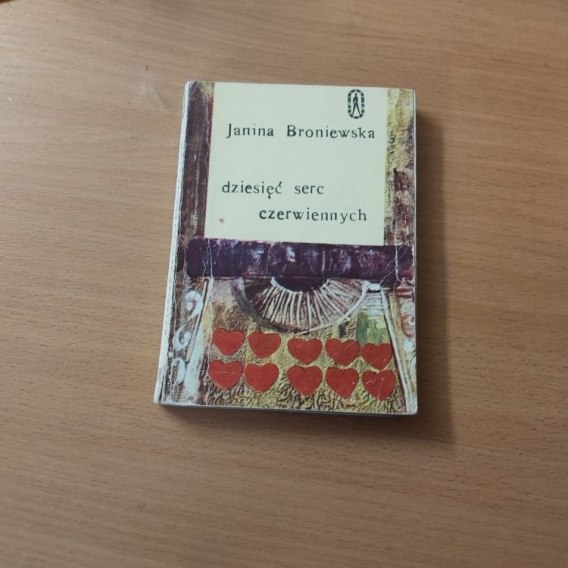 Janina Broniewska
dziesięć serc
czerwiennych